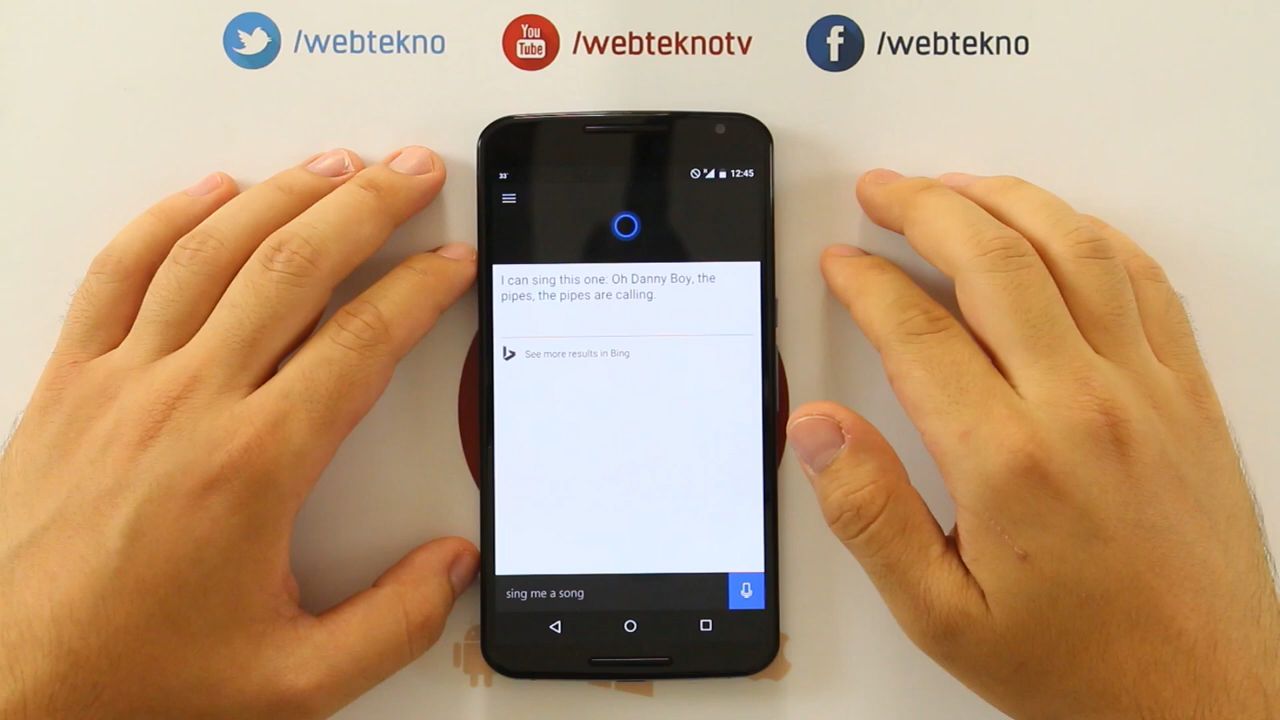 /webtekno
You
Tube
/webteknotv
f
/webtekno
33°
12:45
I can sing this one: Oh Danny Boy, the
pipes, the pipes are calling.
See more results in Bing
sing me a song